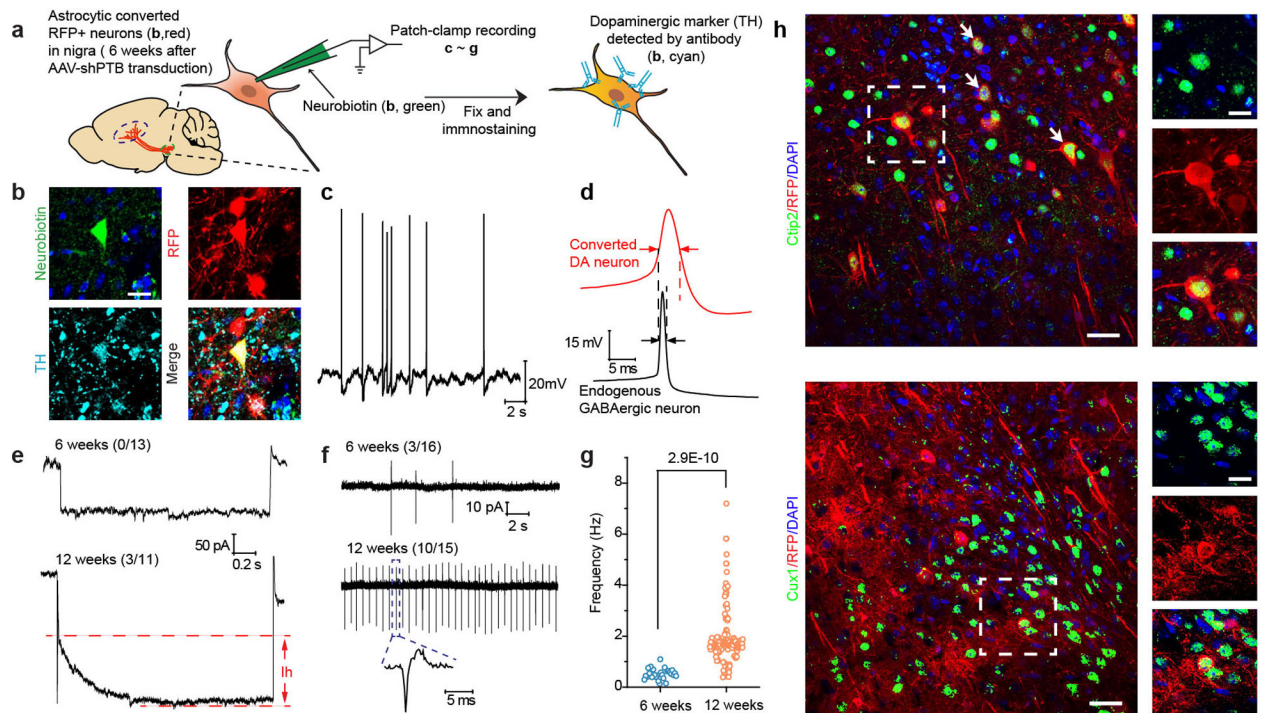 a
Astrocytic converted
RFP+ neurons (b,red)
in nigra ( 6 weeks after
AAV-shPTB transduction)
Patch-clamp recording
c ~ g
Neurobiotin (b, green)
Fix and
immnostaining
Dopaminergic marker (TH)
detected by antibody
(b, cyan)
b
Neurobiotin
RFP
TH
Merge
c
20mV
2 s
d
Converted
DA neuron
15 mV
5 ms
Endogenous
GABAergic neuron
e
6 weeks (0/13)
50 pA
0.2 s
12 weeks (3/11)
Ih
f
6 weeks (3/16)
10 pA
2 s
12 weeks (10/15)
5 ms
g
2.9E-10
Frequency (Hz)
8
6
4
2
0
6 weeks
12 weeks
h
Ctip2/RFP/DAPI
Cux1/RFP/DAPI